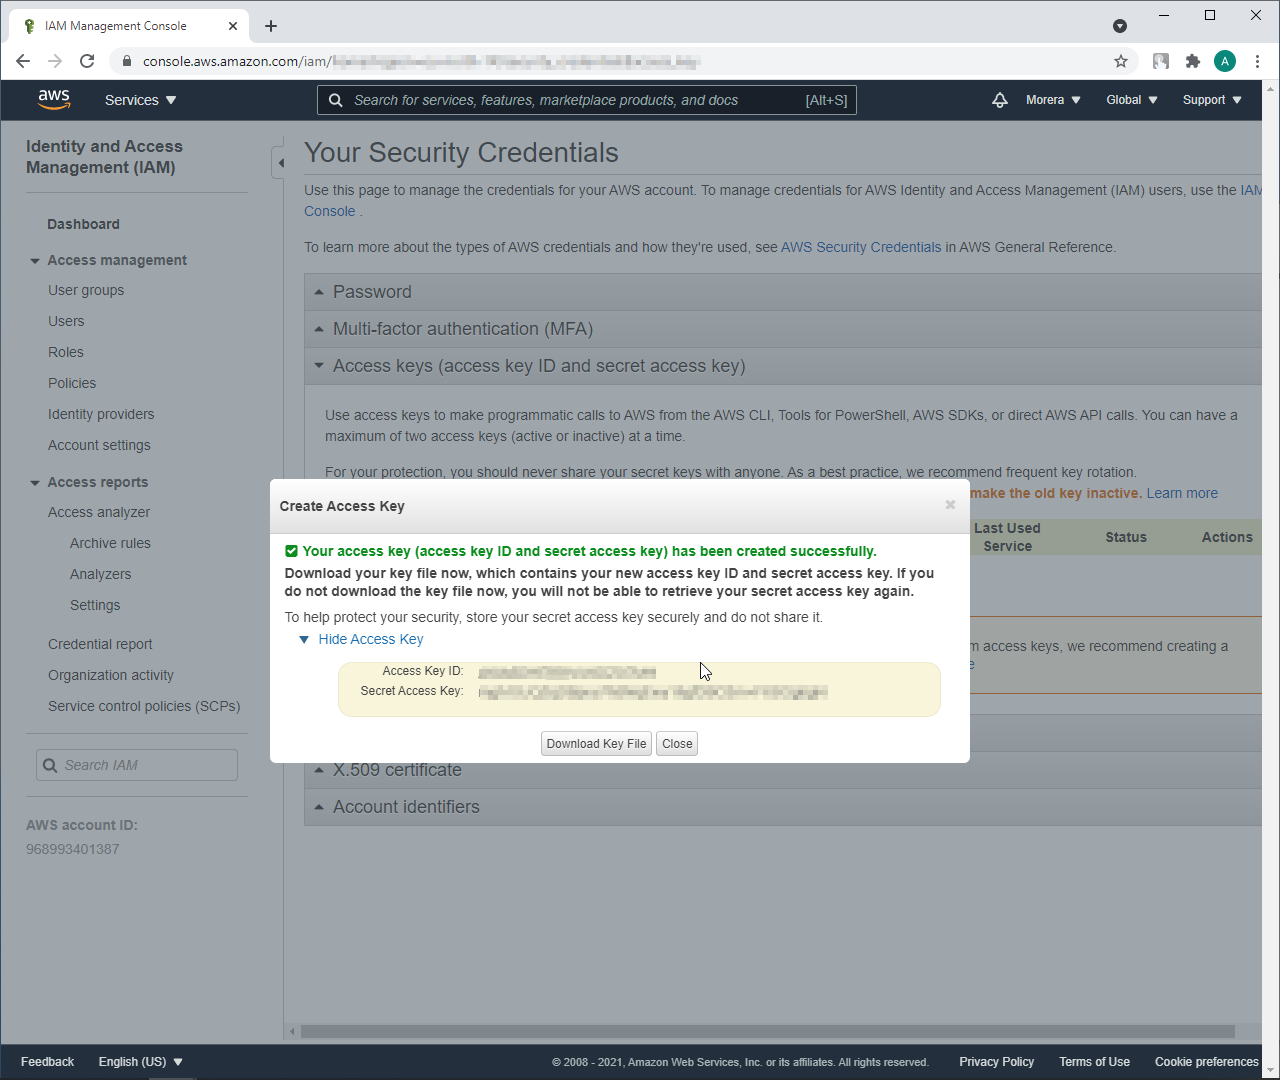 IAM Management Console
console.aws.amazon.com/iam/
A
aws
Services
Search for services, features, marketplace products, and docs [Alt+S]
Morera
Global
Support
Identity and Access
Management (IAM)
Dashboard
Access management
User groups
Users
Roles
Policies
Identity providers
Account settings
Access reports
Access analyzer
Archive rules
Analyzers
Settings
Credential report
Organization activity
Service control policies (SCPs)
Search IAM
AWS account ID:
968993401387
Your Security Credentials
Use this page to manage the credentials for your AWS account. To manage credentials for AWS Identity and Access Management (IAM) users, use the IAM
Console .
To learn more about the types of AWS credentials and how they're used, see AWS Security Credentials in AWS General Reference.
Password
Multi-factor authentication (MFA)
Access keys (access key ID and secret access key)
Use access keys to make programmatic calls to AWS from the AWS CLI, Tools for PowerShell, AWS SDKs, or direct AWS API calls. You can have a
maximum of two access keys (active or inactive) at a time.
For your protection, you should never share your secret keys with anyone. As a best practice, we recommend frequent key rotation.
make the old key inactive. Learn more
Last Used
Service
Status
Actions
access keys, we recommend creating a
Create Access Key
Your access key (access key ID and secret access key) has been created successfully.
Download your key file now, which contains your new access key ID and secret access key. If you
do not download the key file now, you will not be able to retrieve your secret access key again.
To help protect your security, store your secret access key securely and do not share it.
Hide Access Key
Access Key ID:
Secret Access Key:
Download Key File
Close
X.509 certificate
Account identifiers
Feedback
English (US)
© 2008 - 2021, Amazon Web Services, Inc. or its affiliates. All rights reserved.
Privacy Policy
Terms of Use
Cookie preferences